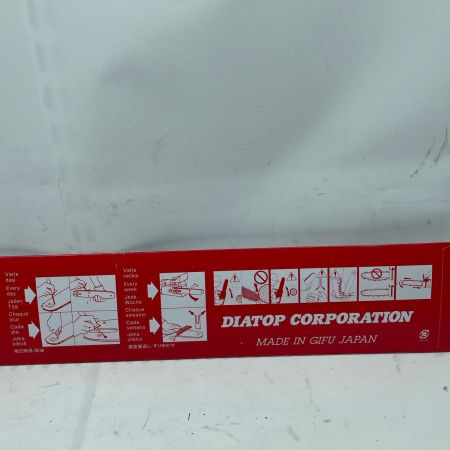 Varje
dag
Every
day
Jeden
Tag
Chaque
jour
Cada
día
Joka
päivä
Varje
vecka
Every
week
Jede
Woche
Chaque
semaine
Cada
semana
Joka
viikko
DIATOP CORPORATION
MADE IN GIFU JAPAN